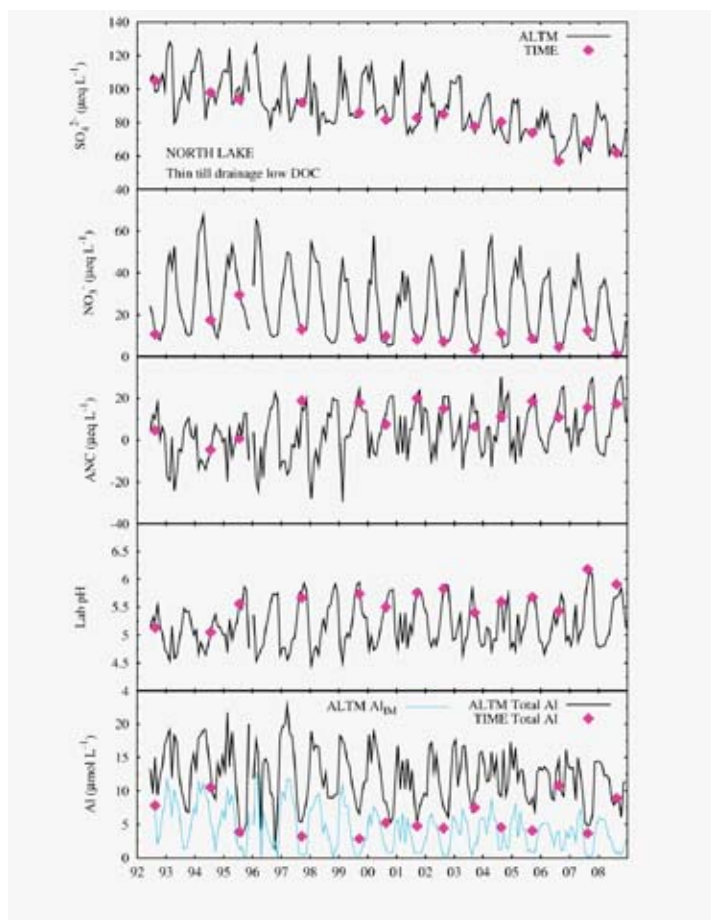 140
120
100
80
60
40
SO₄²⁻ (μeq L⁻¹)
ALTM
TIME
NORTH LAKE
Thin till drainage low DOC
60
40
20
0
NO₃⁻ (μeq L⁻¹)
20
0
-20
-40
ANC (μeq L⁻¹)
6.5
6
5.5
5
4.5
4
Lab pH
ALTM Al_IM
ALTM Total Al
TIME Total Al
20
15
10
5
0
Al (μmol L⁻¹)
92 93 94 95 96 97 98 99 00 01 02 03 04 05 06 07 08